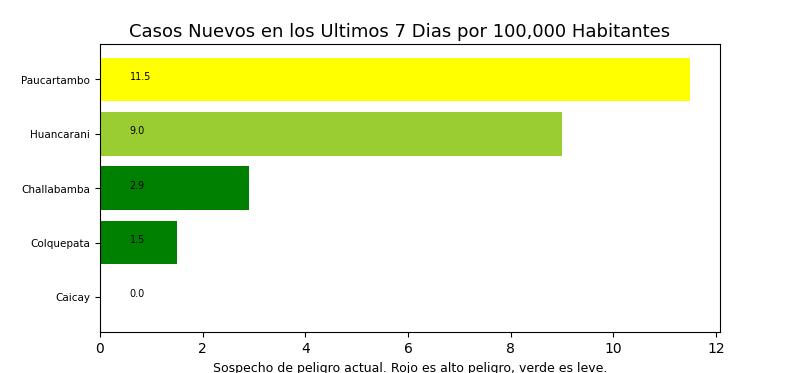 Casos Nuevos en los Ultimos 7 Dias por 100,000 Habitantes
Paucartambo 11.5
Huancarani 9.0
Challabamba 2.9
Colquepata 1.5
Caicay 0.0
0 2 4 6 8 10 12
Sospecho de peligro actual. Rojo es alto peligro, verde es leve.